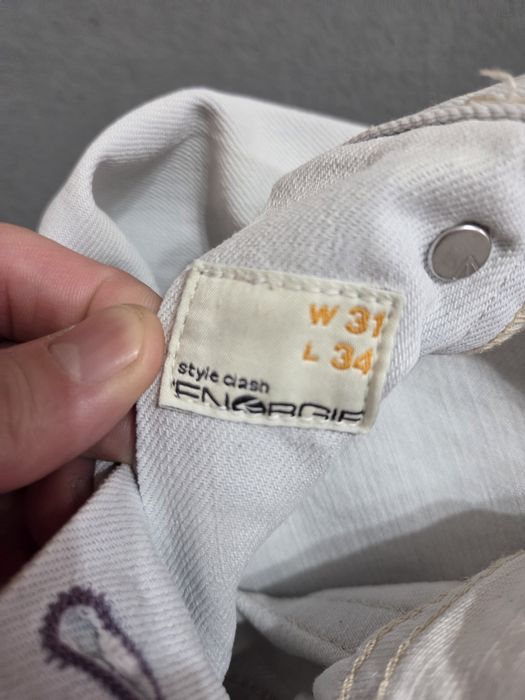 W 31
L 34
style clash
ENERGIE